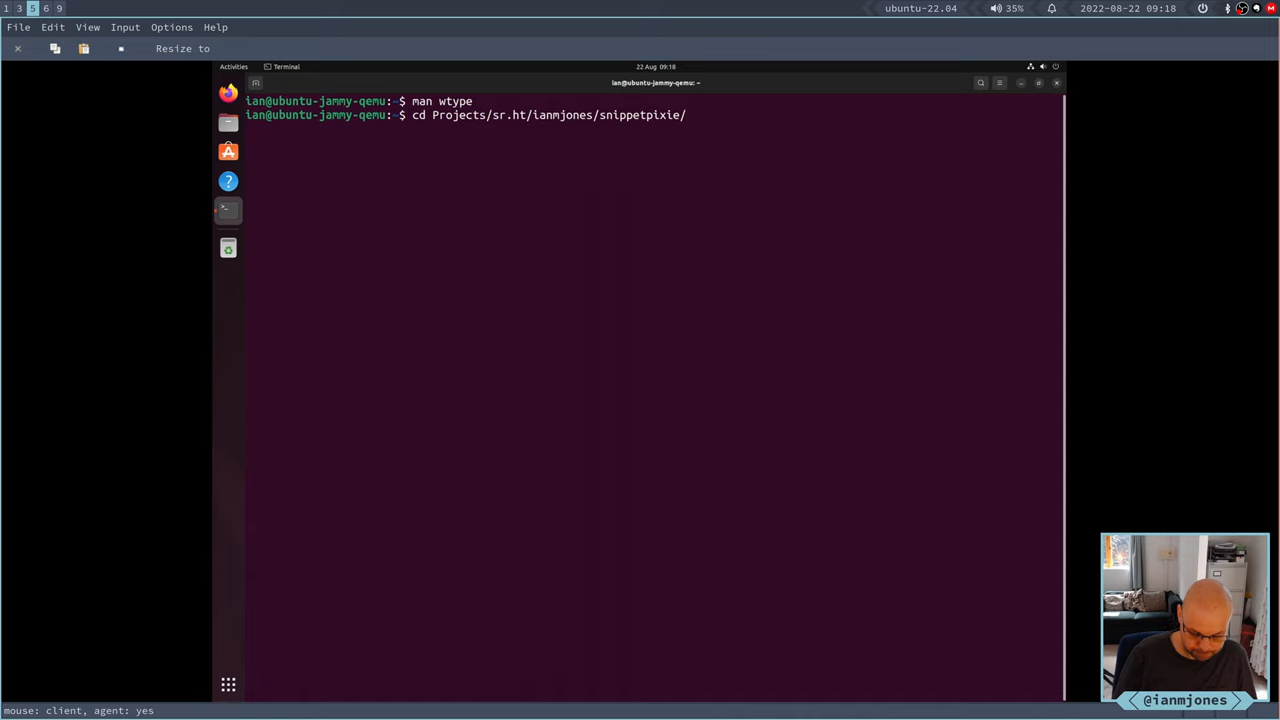 1 3 5 6 9
ubuntu-22.04
35%
2022-08-22 09:18
M
File Edit View Input Options Help
Resize to
Activities
Terminal
22 Aug 09:18
ian@ubuntu-jammy-qemu: ~
ian@ubuntu-jammy-qemu:~$ man wtype
ian@ubuntu-jammy-qemu:~$ cd Projects/sr.ht/ianmjones/snippetpixie/
@ianmjones
mouse: client, agent: yes